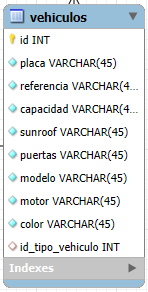 vehiculos
id INT
placa VARCHAR(45)
referencia VARCHAR(4...
capacidad VARCHAR(4...
sunroof VARCHAR(45)
puertas VARCHAR(45)
modelo VARCHAR(45)
motor VARCHAR(45)
color VARCHAR(45)
id_tipo_vehiculo INT
Indexes